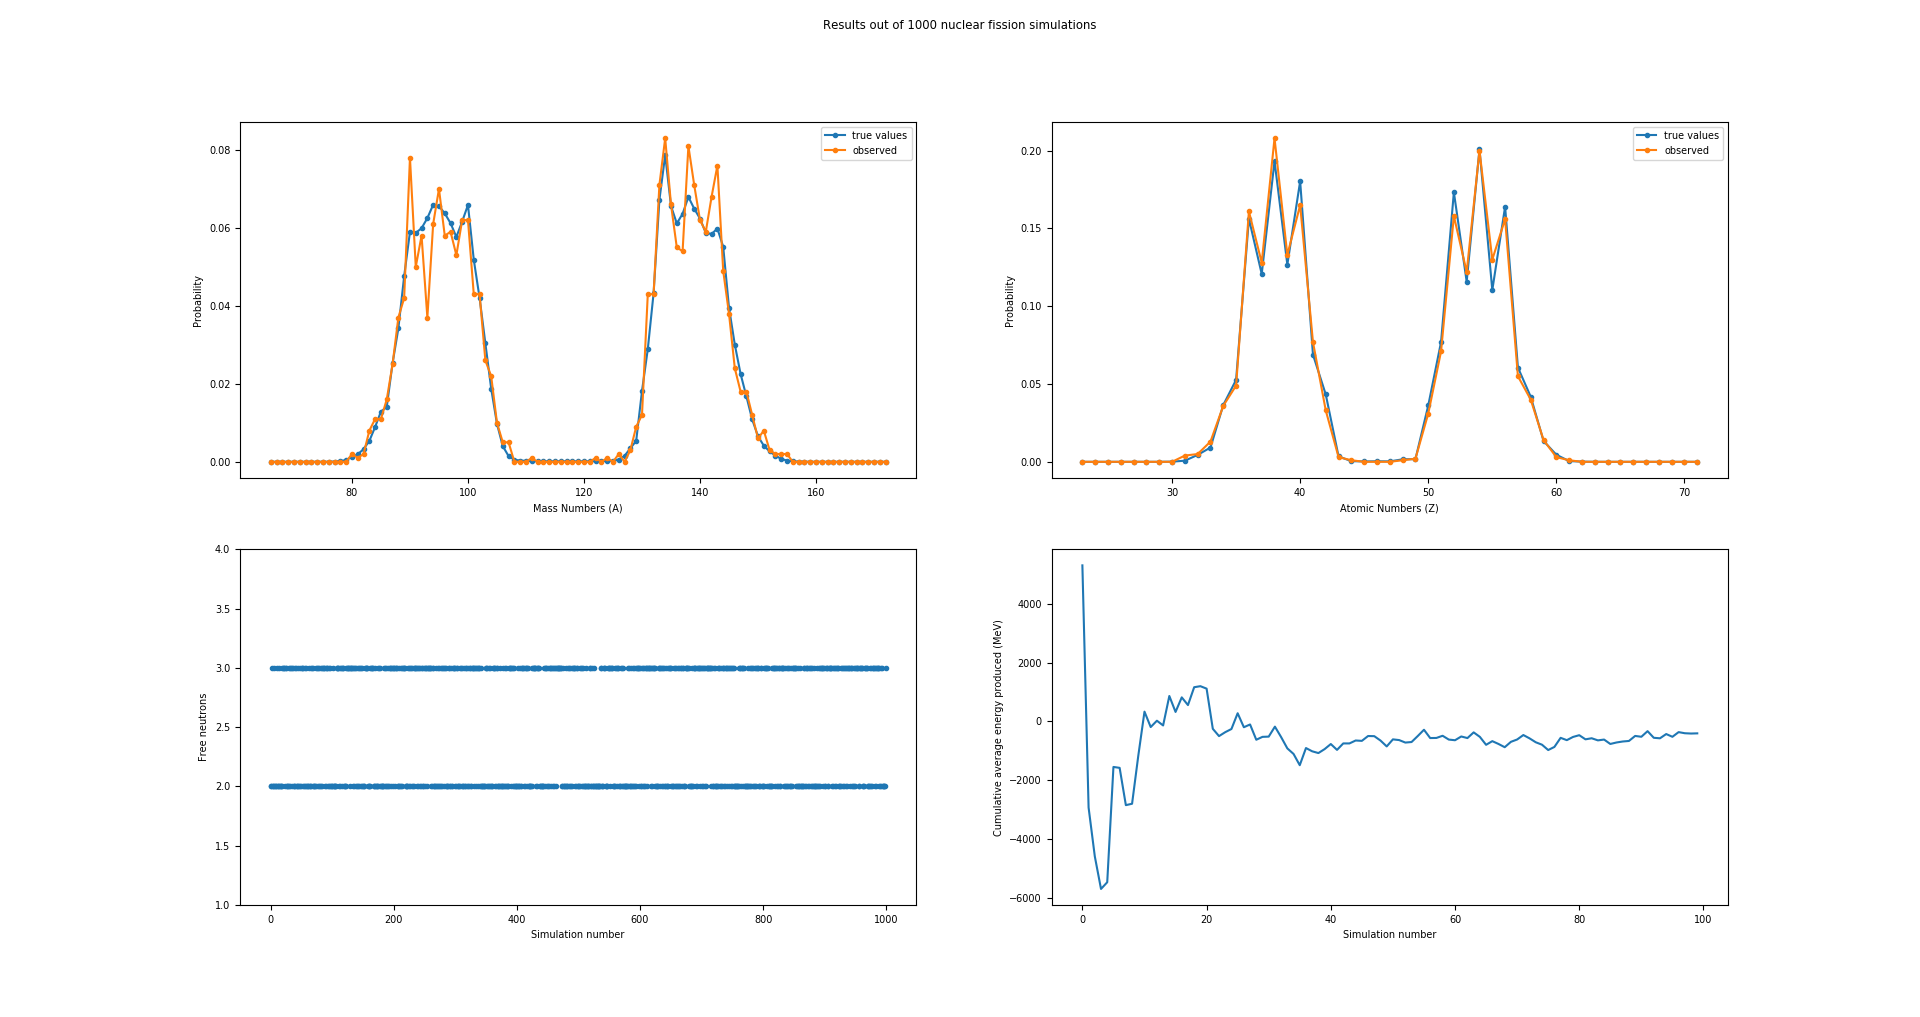 Results out of 1000 nuclear fission simulations
true values
observed
0.08
0.06
0.04
0.02
0.00
Probability
80 100 120 140 160
Mass Numbers (A)
true values
observed
0.20
0.15
0.10
0.05
0.00
Probability
30 40 50 60 70
Atomic Numbers (Z)
4.0
3.5
3.0
2.5
2.0
1.5
1.0
Free neutrons
0 200 400 600 800 1000
Simulation number
4000
2000
0
−2000
−4000
−6000
Cumulative average energy produced (MeV)
0 20 40 60 80 100
Simulation number